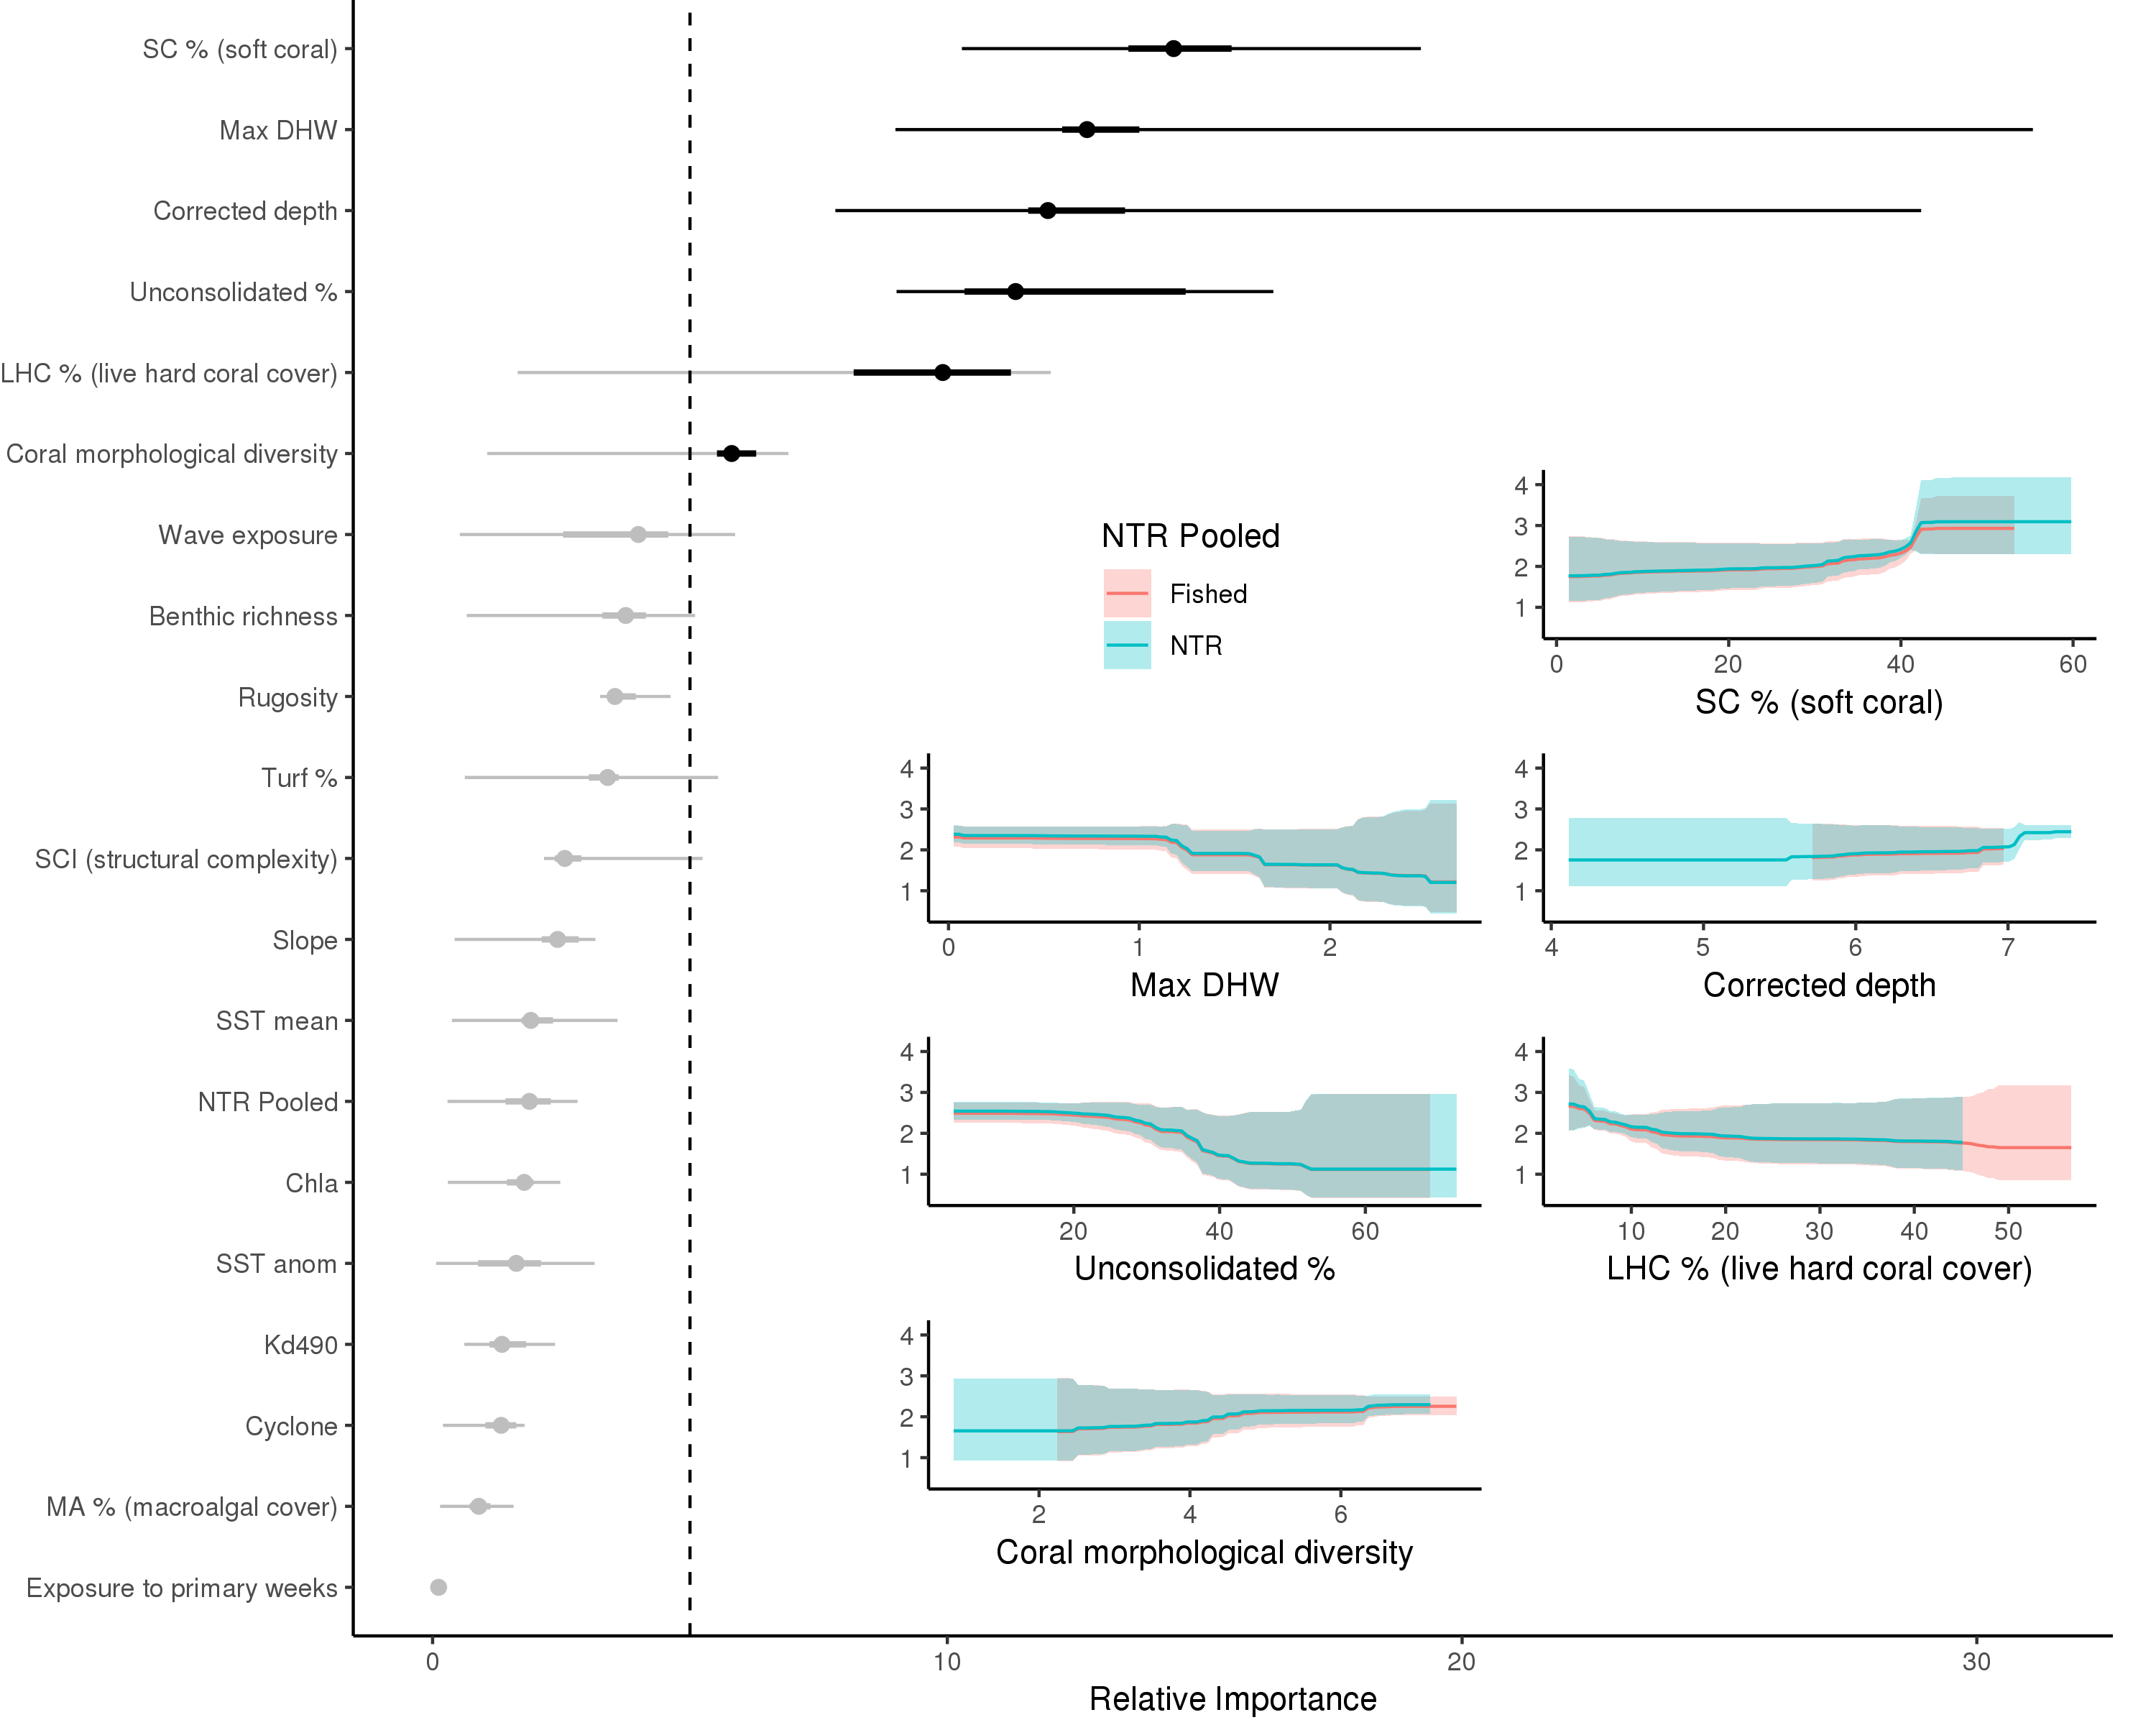 SC % (soft coral)
Max DHW
Corrected depth
Unconsolidated %
LHC % (live hard coral cover)
Coral morphological diversity
Wave exposure
Benthic richness
Rugosity
Turf %
SCI (structural complexity)
Slope
SST mean
NTR Pooled
Chla
SST anom
Kd490
Cyclone
MA % (macroalgal cover)
Exposure to primary weeks
0 10 20 30
Relative Importance
NTR Pooled
Fished
NTR
4
3
2
1
0 20 40 60
SC % (soft coral)
4
3
2
1
0 1 2
Max DHW
4
3
2
1
4 5 6 7
Corrected depth
4
3
2
1
20 40 60
Unconsolidated %
4
3
2
1
10 20 30 40 50
LHC % (live hard coral cover)
4
3
2
1
2 4 6
Coral morphological diversity